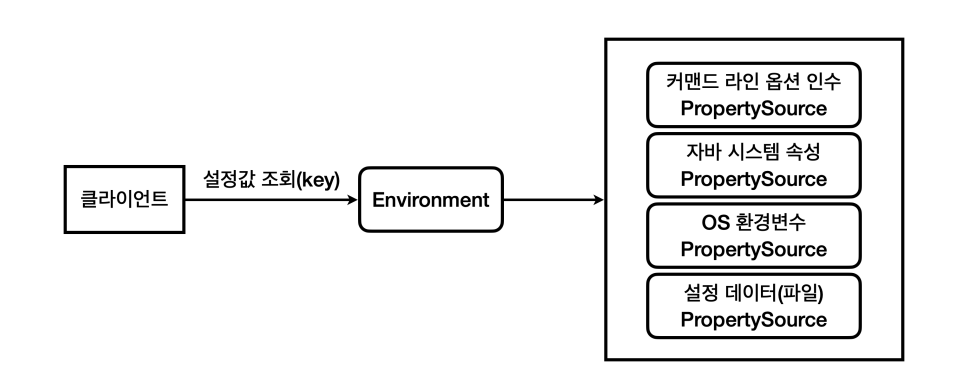 클라이언트
설정값 조회(key)
Environment
커맨드 라인 옵션 인수
PropertySource
자바 시스템 속성
PropertySource
OS 환경변수
PropertySource
설정 데이터(파일)
PropertySource